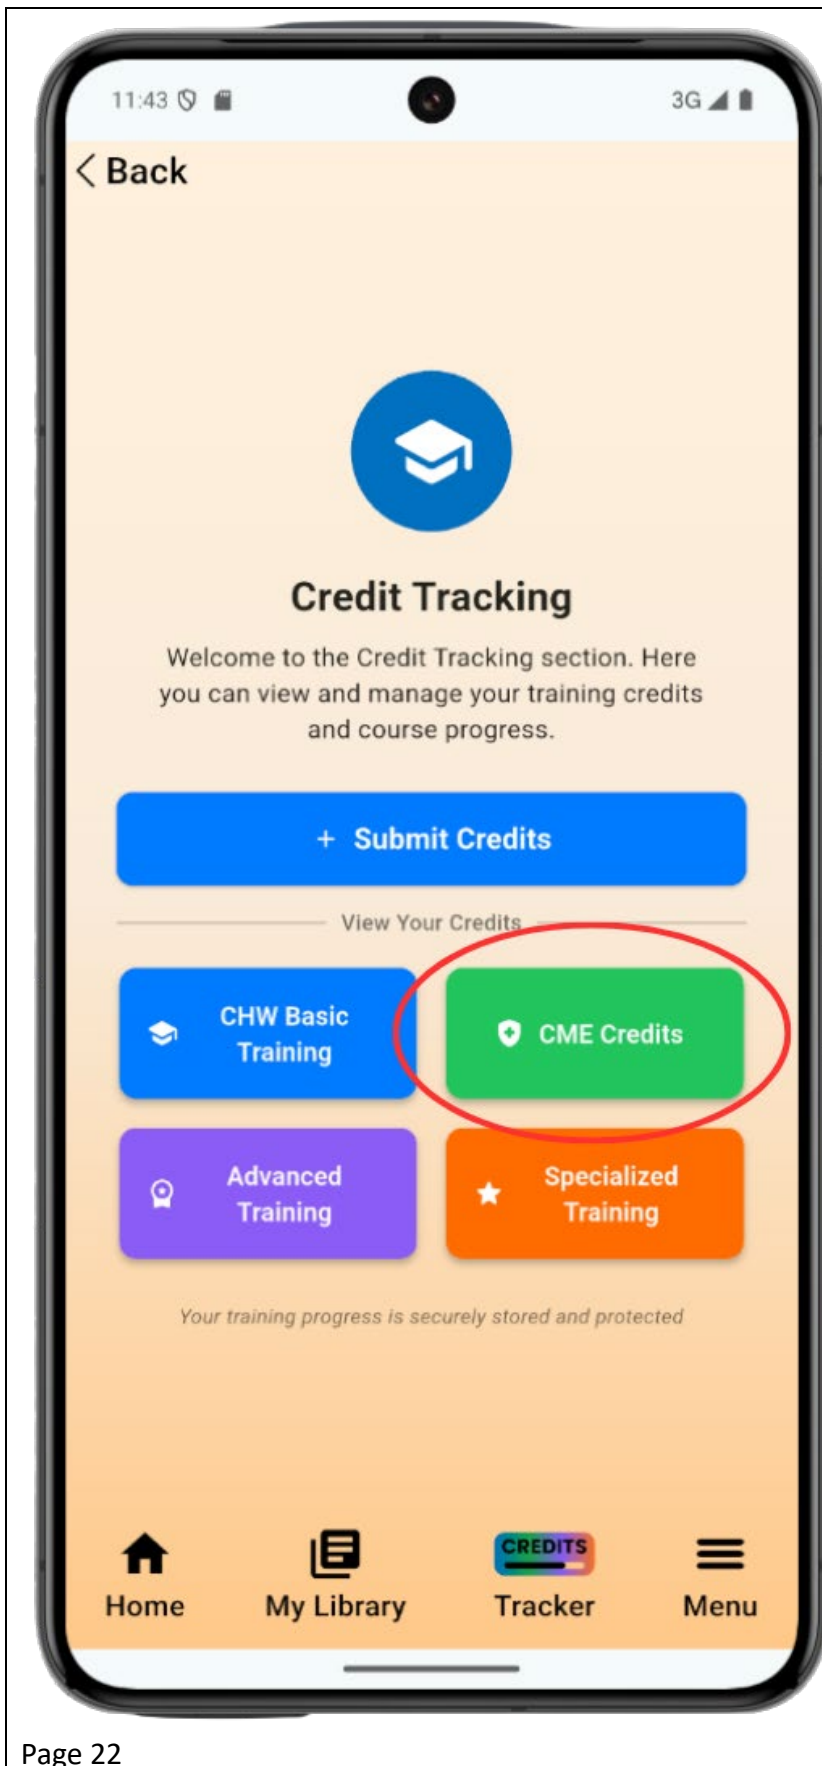 11:43
3G
Back
Credit Tracking
Welcome to the Credit Tracking section. Here
you can view and manage your training credits
and course progress.
+ Submit Credits
View Your Credits
CHW Basic
Training
CME Credits
Advanced
Training
Specialized
Training
Your training progress is securely stored and protected
CREDITS
Home
My Library
Tracker
Menu
Page 22